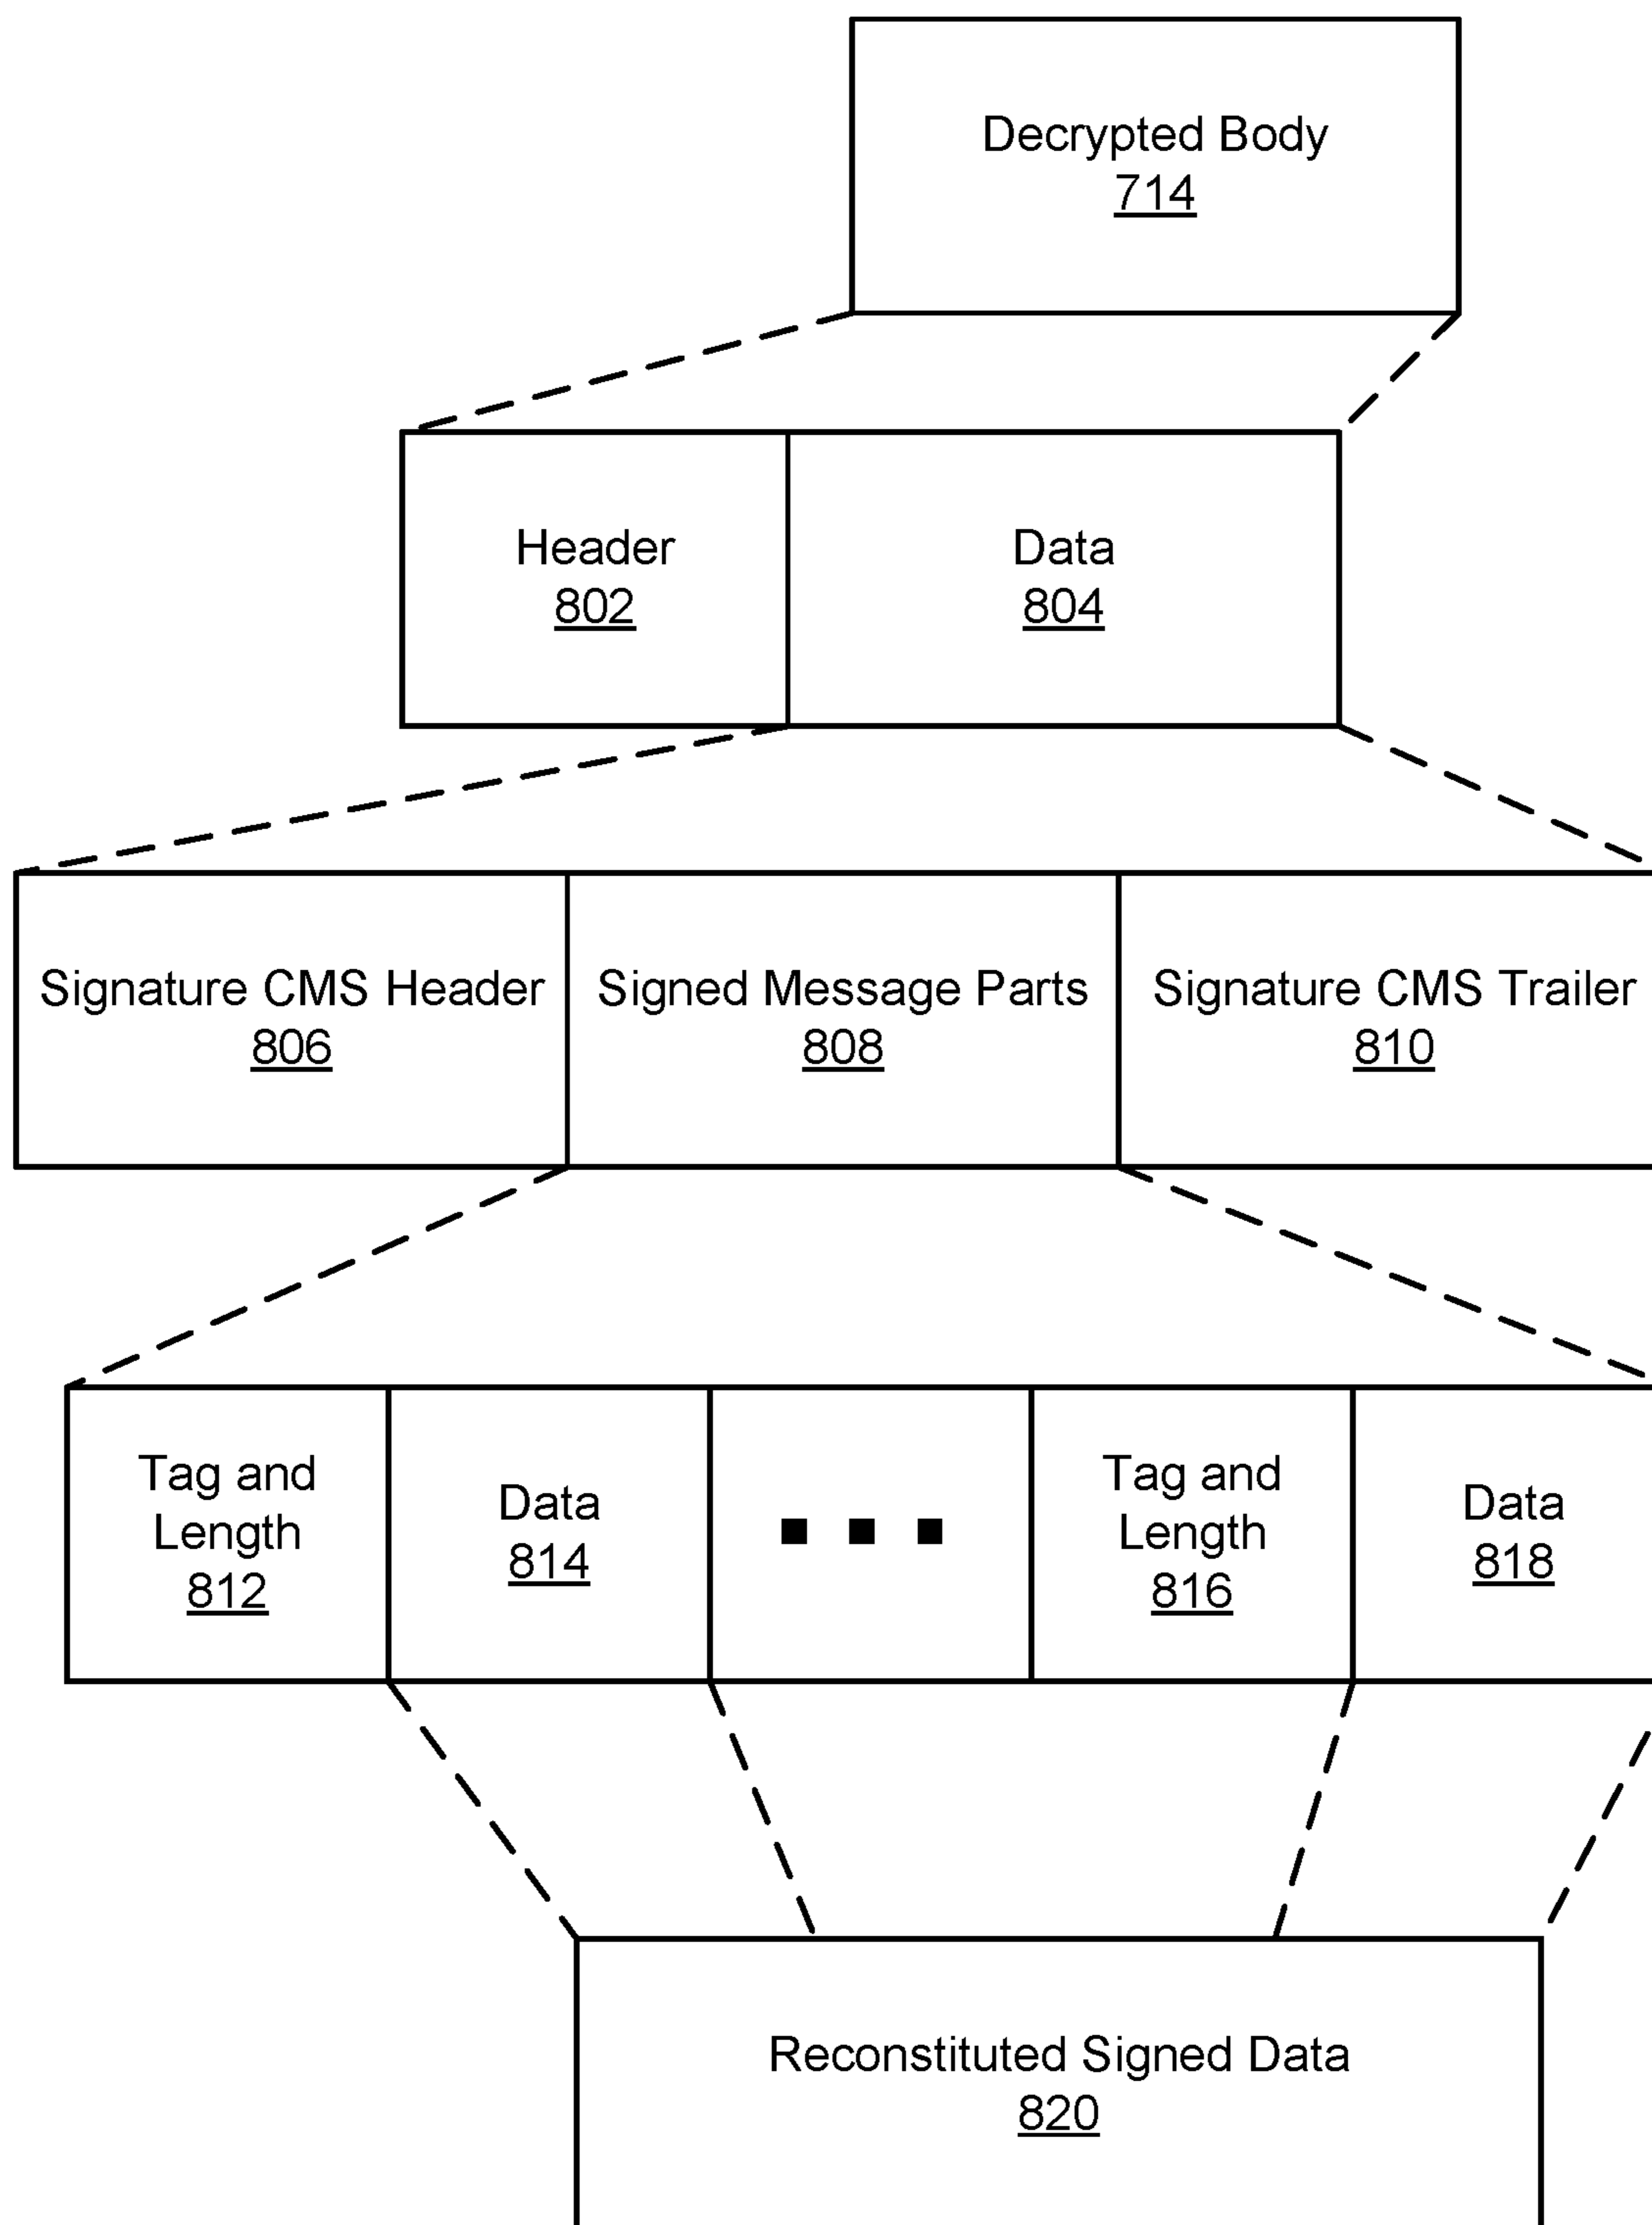 Decrypted Body
714
Header
802
Data
804
Signature CMS Header
806
Signed Message Parts
808
Signature CMS Trailer
810
Tag and
Length
812
Data
814
Tag and
Length
816
Data
818
Reconstituted Signed Data
820